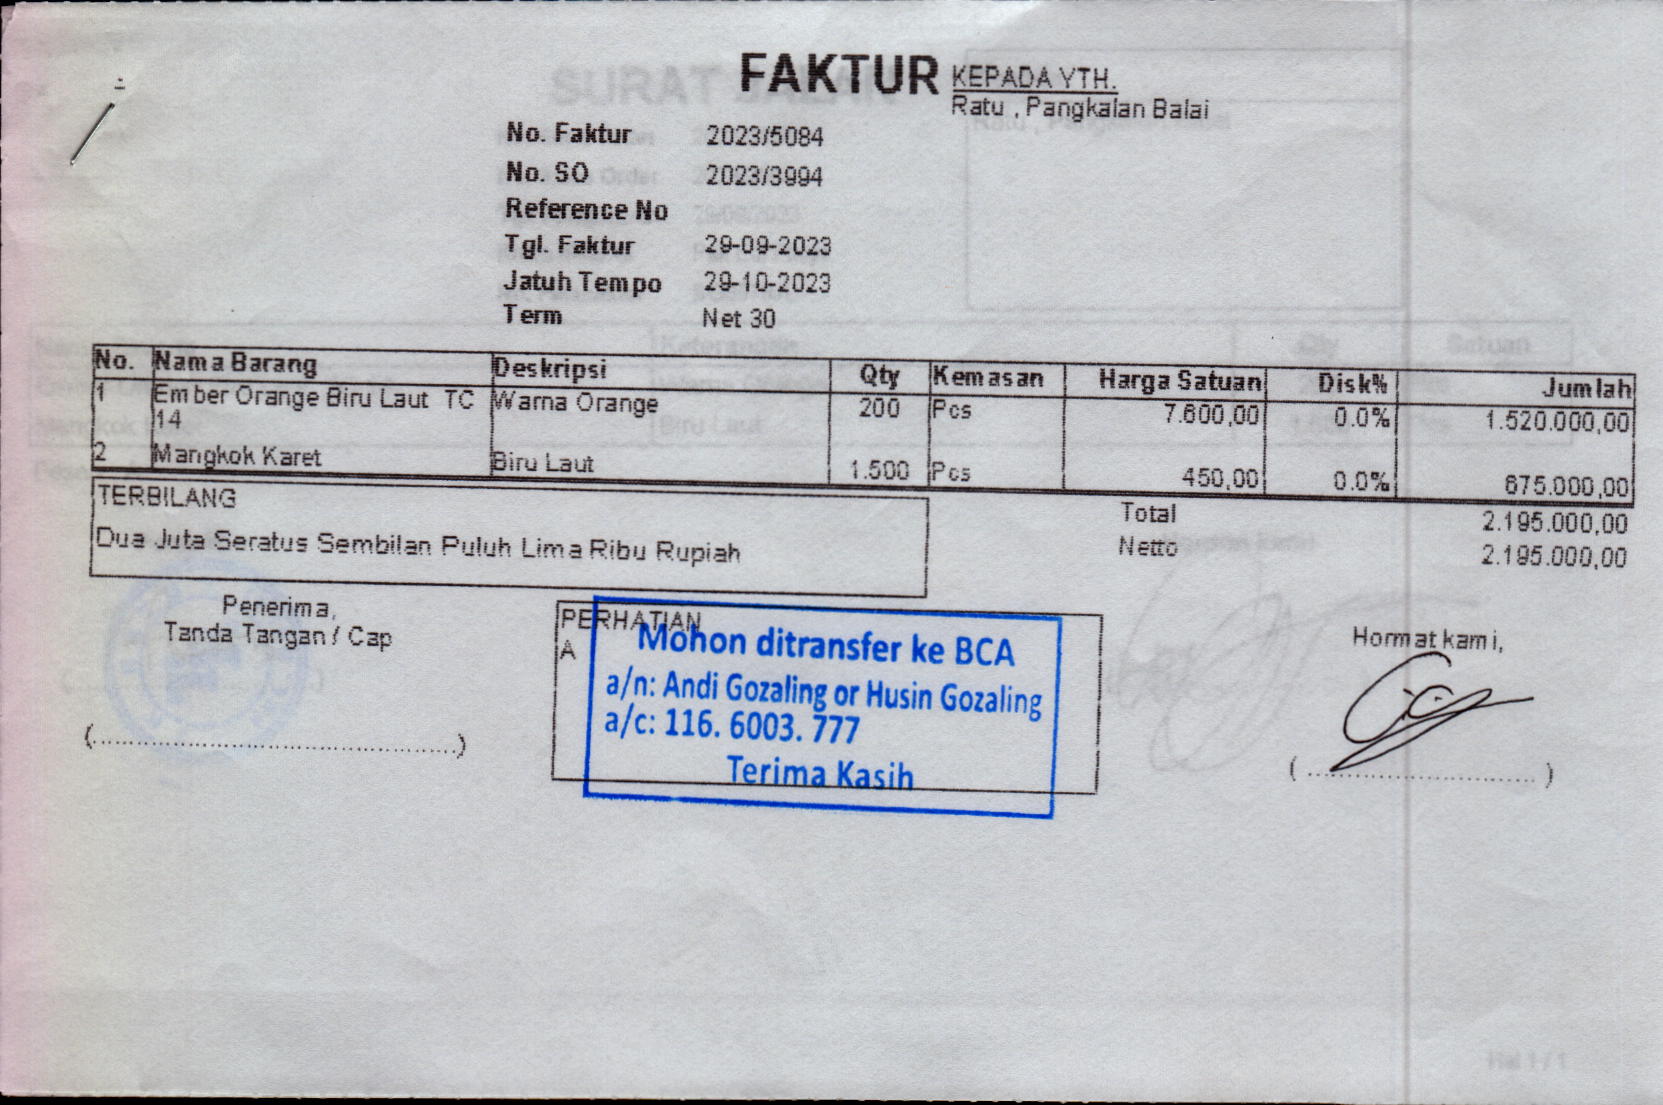 FAKTUR
KEPADA YTH.
Ratu , Pangkalan Balai
No. Faktur 2023/5084
No. SO 2023/3994
Reference No
Tgl. Faktur 29-09-2023
Jatuh Tempo 29-10-2023
Term Net 30
No. Nama Barang Deskripsi Qty Kemasan Harga Satuan Disk% Jumlah
1 Ember Orange Biru Laut TC Warna Orange 200 Pcs 7.600,00 0.0% 1.520.000,00
14
2 Mangkok Karet Biru Laut 1.500 Pcs 450,00 0.0% 675.000,00
TERBILANG
Dua Juta Seratus Sembilan Puluh Lima Ribu Rupiah
Total 2.195.000,00
Netto 2.195.000,00
Penerima,
Tanda Tangan / Cap
(........................................................)
PERHATIAN
A
Mohon ditransfer ke BCA
a/n: Andi Gozaling or Husin Gozaling
a/c: 116. 6003. 777
Terima Kasih
Hormat kami,
( ................................... )